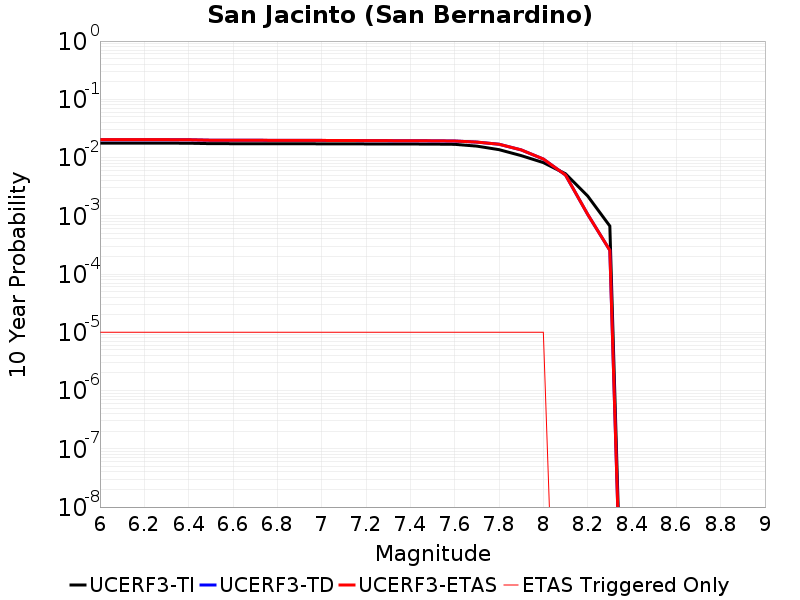 San Jacinto (San Bernardino)
10 Year Probability
10^0
10^-1
10^-2
10^-3
10^-4
10^-5
10^-6
10^-7
10^-8
6 6.2 6.4 6.6 6.8 7 7.2 7.4 7.6 7.8 8 8.2 8.4 8.6 8.8 9
Magnitude
UCERF3-TI UCERF3-TD UCERF3-ETAS ETAS Triggered Only